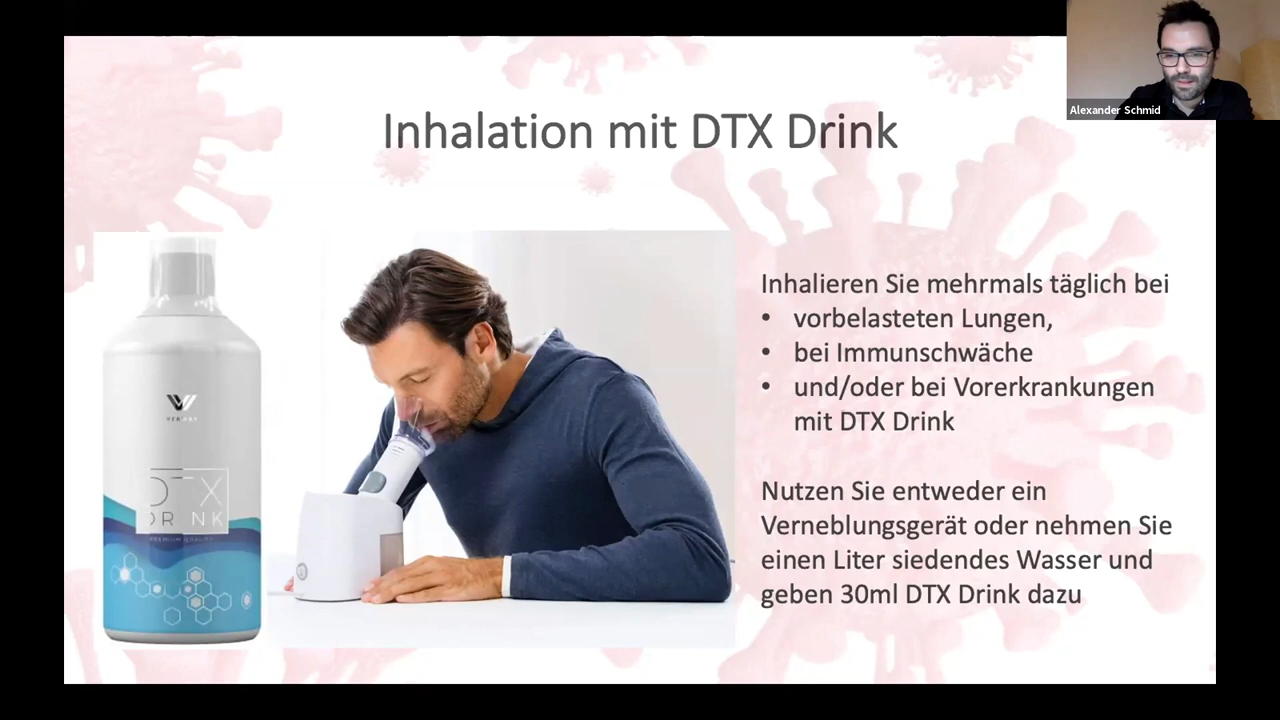 Alexander Schmid
Inhalation mit DTX Drink
Inhalieren Sie mehrmals täglich bei
• vorbelasteten Lungen,
• bei Immunschwäche
• und/oder bei Vorerkrankungen
mit DTX Drink
Nutzen Sie entweder ein
Verneblungsgerät oder nehmen Sie
einen Liter siedendes Wasser und
geben 30ml DTX Drink dazu
DTX
DRINK